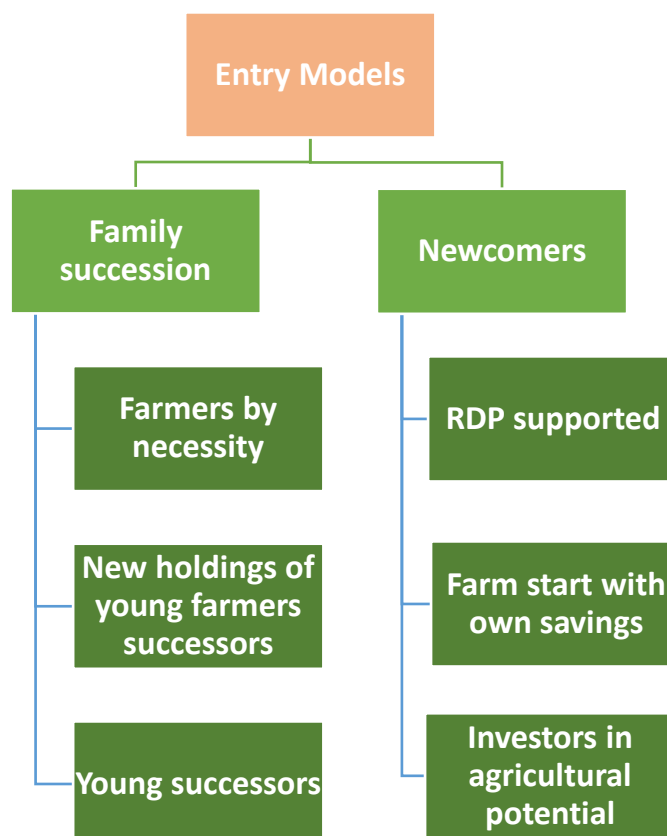 Entry Models
Family
succession
Newcomers
Farmers by
necessity
New holdings of
young farmers
successors
Young successors
RDP supported
Farm start with
own savings
Investors in
agricultural
potential